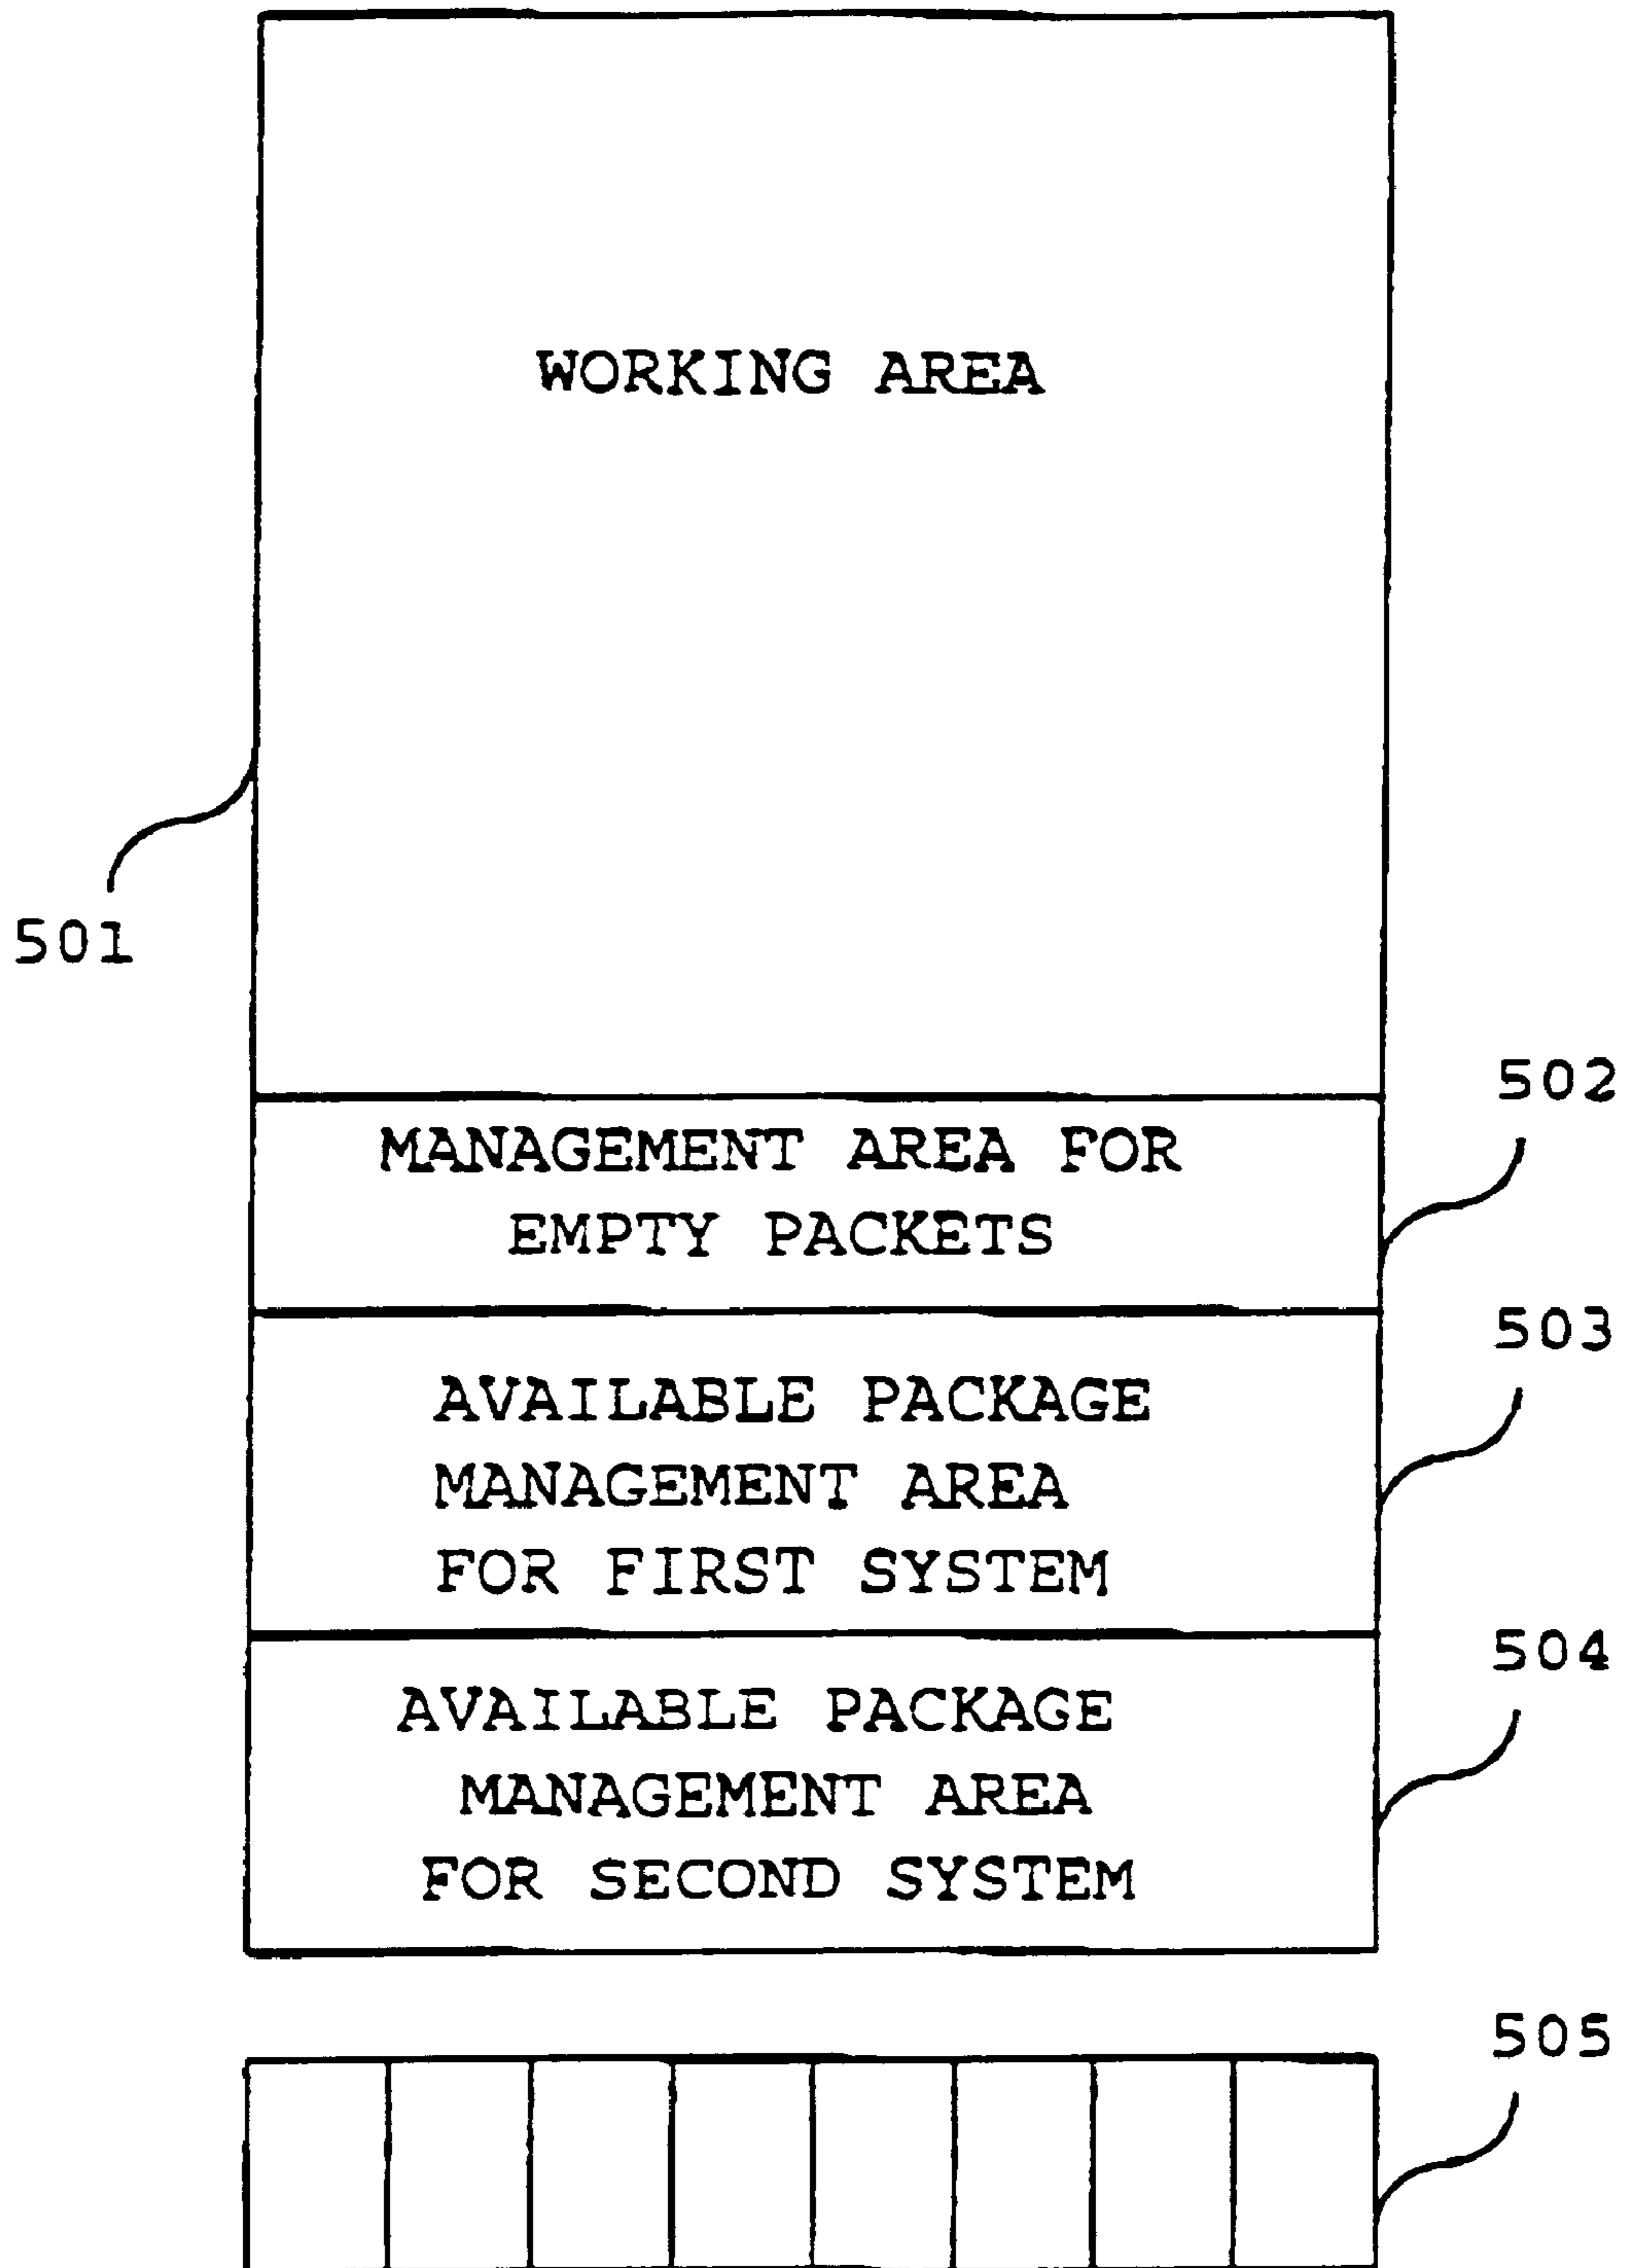 WORKING AREA
501
502
MANAGEMENT AREA FOR
EMPTY PACKETS
503
AVAILABLE PACKAGE
MANAGEMENT AREA
FOR FIRST SYSTEM
504
AVAILABLE PACKAGE
MANAGEMENT AREA
FOR SECOND SYSTEM
505